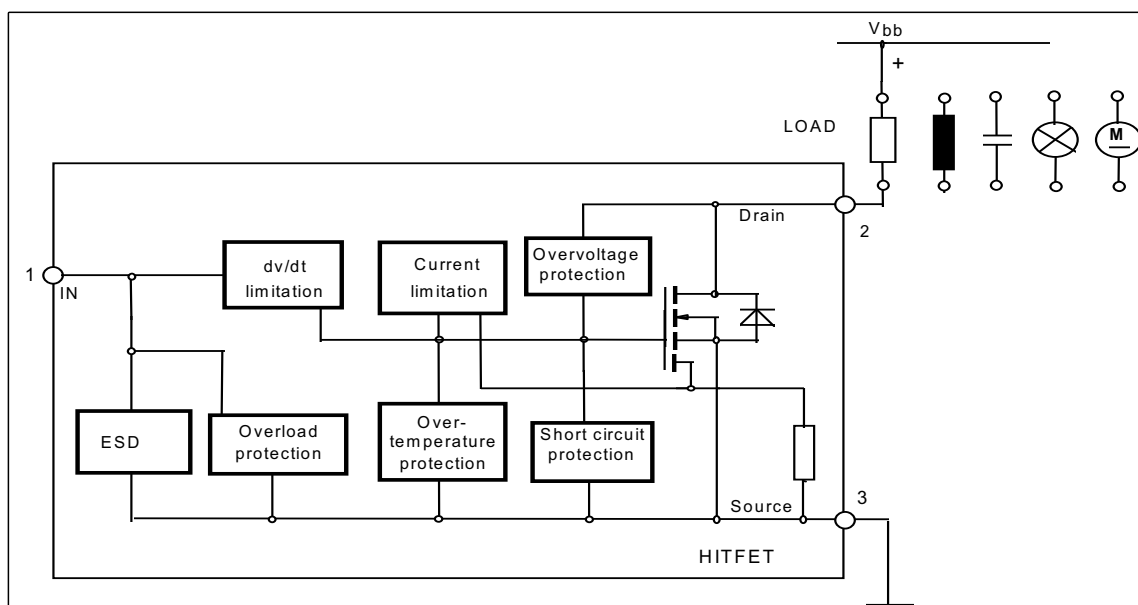 Vbb
+
LOAD
M
Drain
2
Overvoltage
protection
dv/dt
limitation
Current
limitation
1
IN
ESD
Overload
protection
Over-
temperature
protection
Short circuit
protection
Source
3
HITFET